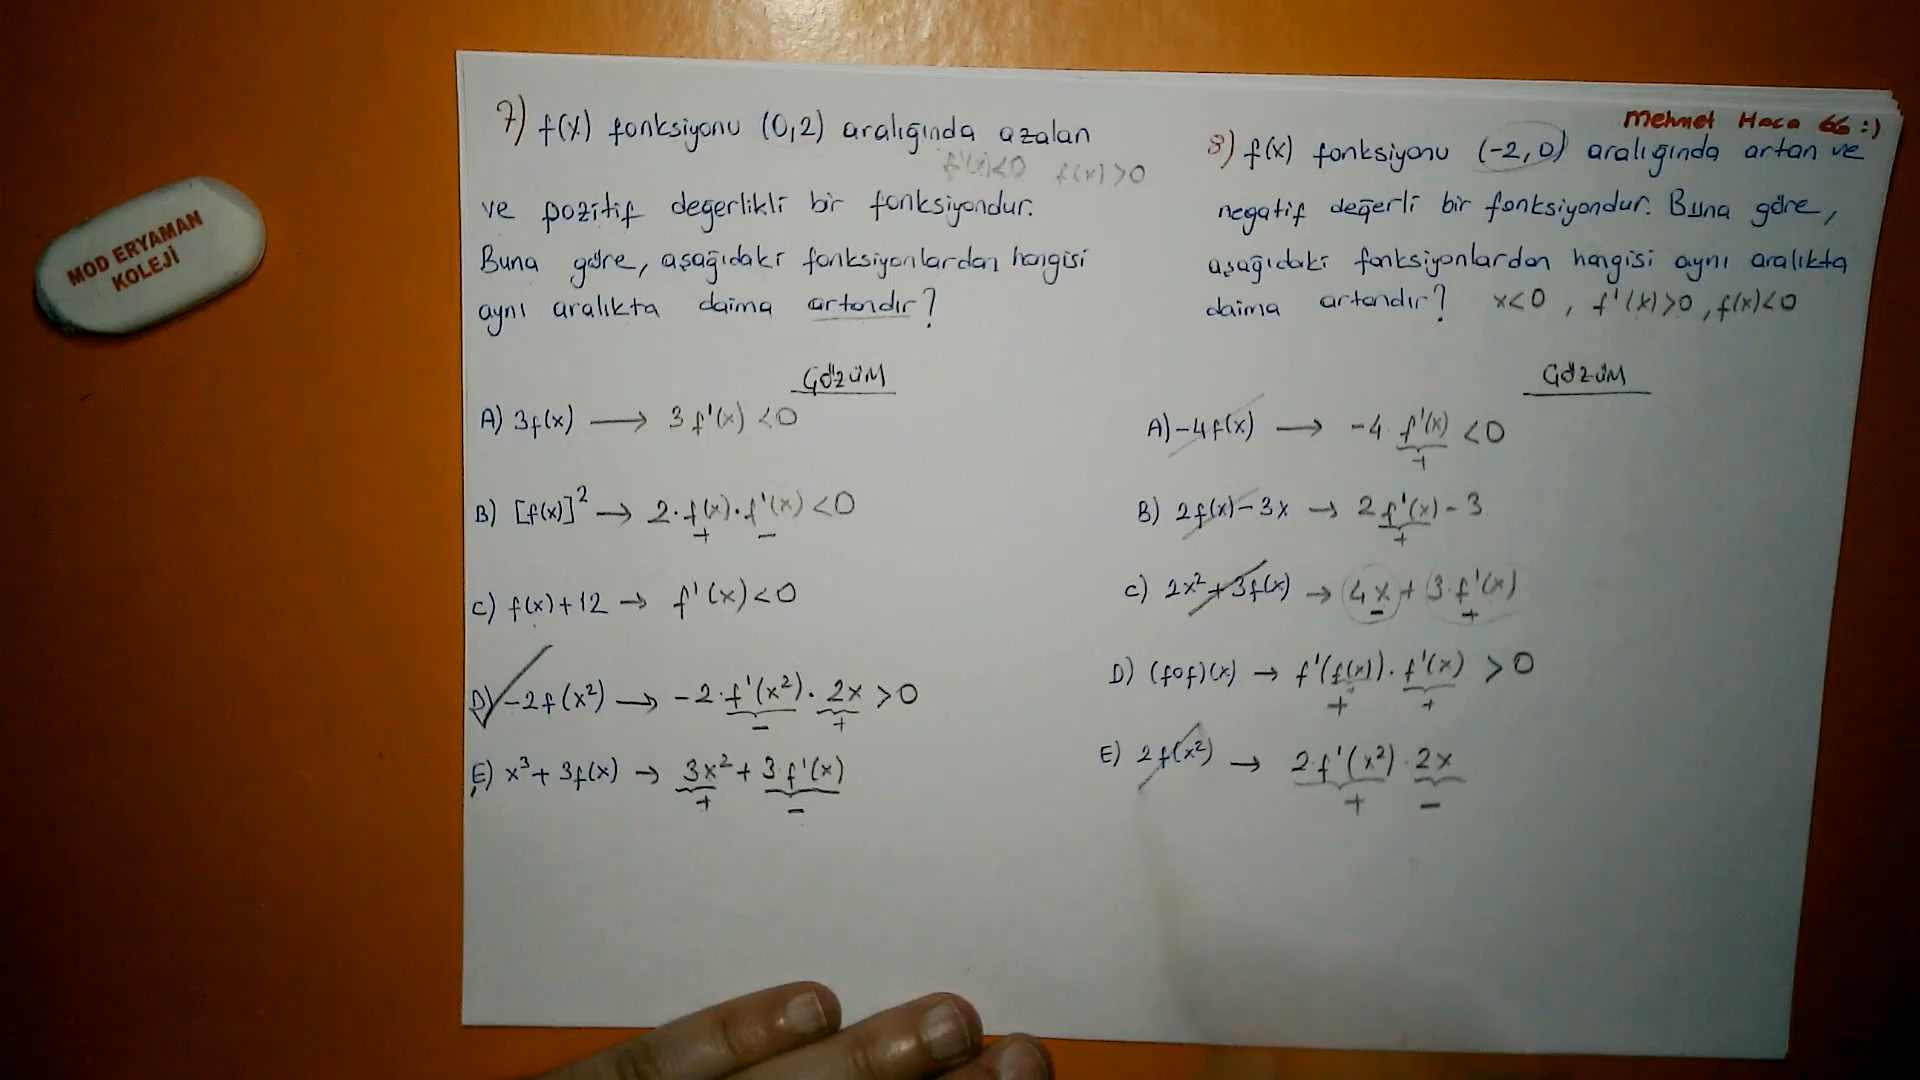 MOD ERYAMAN
KOLEJİ
7) f(x) fonksiyonu (0,2) aralığında azalan
f'(x)<0 f(x)>0
ve pozitif değerlikli bir fonksiyondur.
Buna göre, aşağıdaki fonksiyonlardan hangisi
aynı aralıkta daima artandır?
ÇÖZÜM
A) 3f(x) → 3f'(x) <0
B) [f(x)]² → 2·f(x)·f'(x) <0
+ −
C) f(x)+12 → f'(x)<0
D) -2f(x²) → -2·f'(x²)·2x >0
− +
E) x³+3f(x) → 3x²+3f'(x)
+ −
Mehmet Hoca 66 :)
8) f(x) fonksiyonu (-2,0) aralığında artan ve
negatif değerli bir fonksiyondur. Buna göre,
aşağıdaki fonksiyonlardan hangisi aynı aralıkta
daima artandır? x<0 , f'(x)>0 , f(x)<0
ÇÖZÜM
A) -4f(x) → -4·f'(x) <0
+
B) 2f(x)-3x → 2f'(x)-3
+
C) 2x²+3f(x) → 4x+3·f'(x)
− +
D) (fof)(x) → f'(f(x))·f'(x) >0
+ +
E) 2f(x²) → 2f'(x²)·2x
+ −